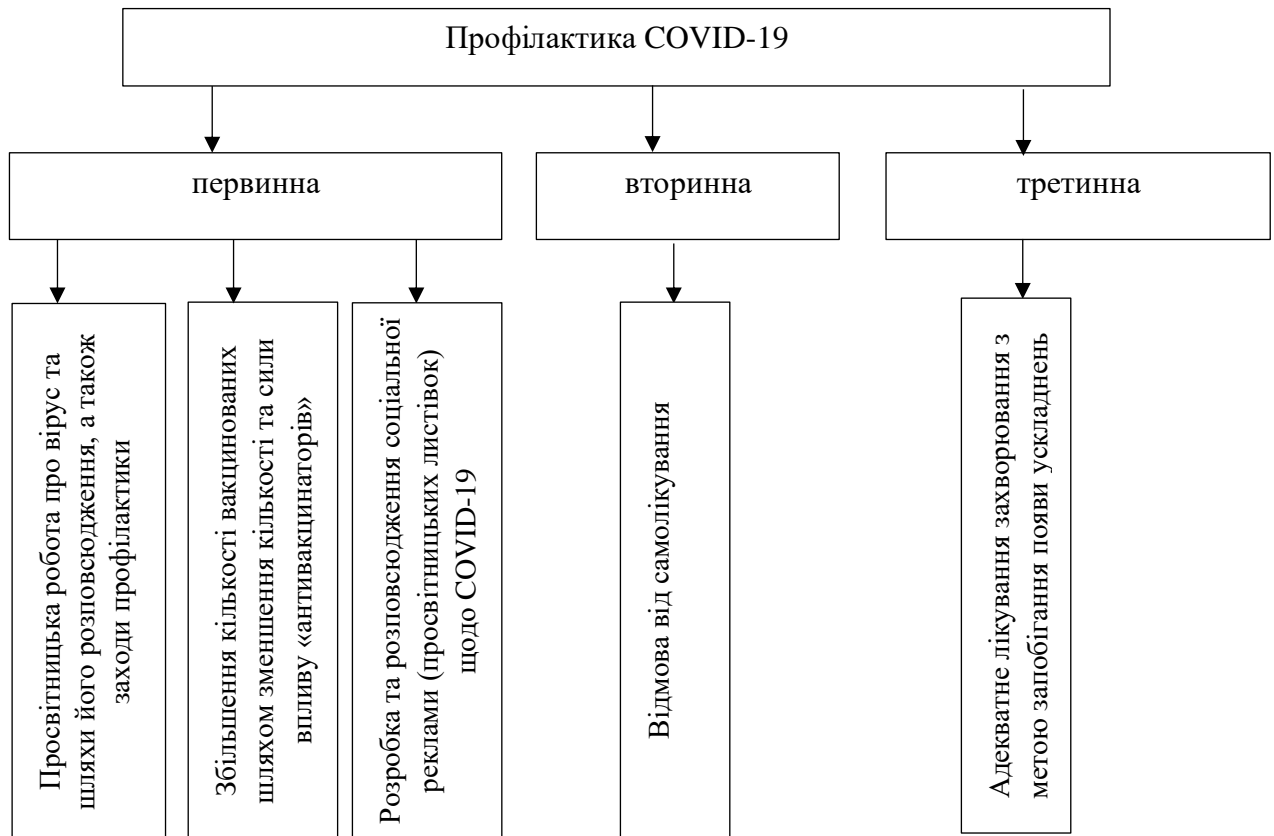 Профілактика COVID-19
первинна
вторинна
третинна
Просвітницька робота про вірус та
шляхи його розповсюдження, а також
заходи профілактики
Збільшення кількості вакцинованих
шляхом зменшення кількості та сили
впливу «антивакцинаторів»
Розробка та розповсюдження соціальної
реклами (просвітницьких листівок)
щодо COVID-19
Відмова від самолікування
Адекватне лікування захворювання з
метою запобігання появи ускладнень